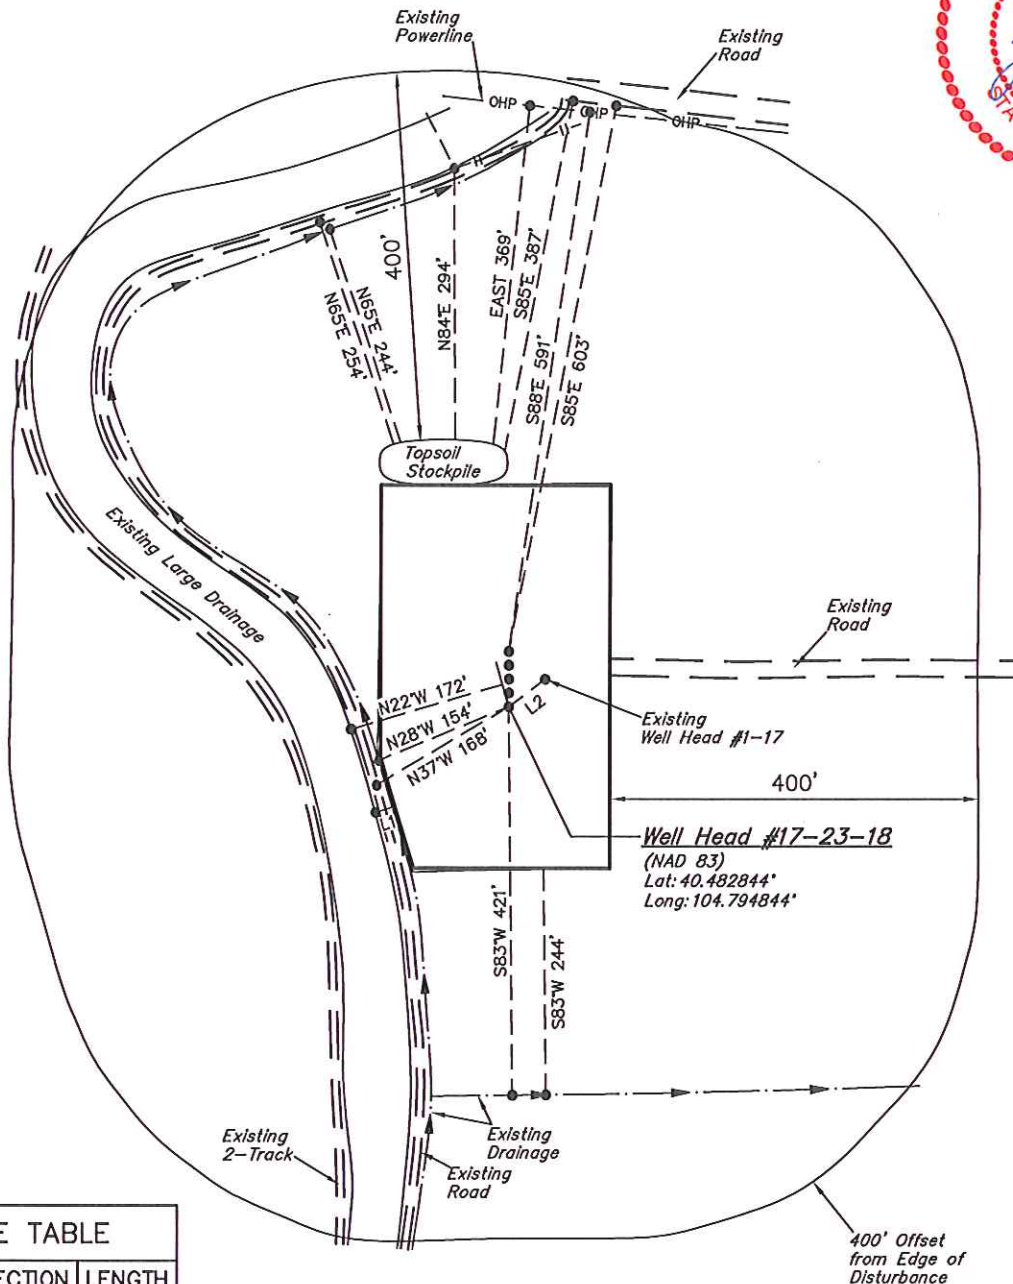 Existing
Powerline
Existing
Road
STA
OHP
OHP
OHP
400'
N65°E 254'
N65°E 244'
N84°E 294'
EAST 369'
S85°E 387'
S88°E 591'
S85°E 603'
Topsoil
Stockpile
Existing Large Drainage
Existing
Road
N22°W 172'
N28°W 154'
N37°W 168'
L2
Existing
Well Head #1-17
L1
400'
Well Head #17-23-18
(NAD 83)
Lat: 40.482844°
Long: 104.794844°
S83°W 421'
S83°W 244'
Existing
2-Track
Existing
Drainage
Existing
Road
400' Offset
from Edge of
Disturbance
E TABLE
ECTION LENGTH